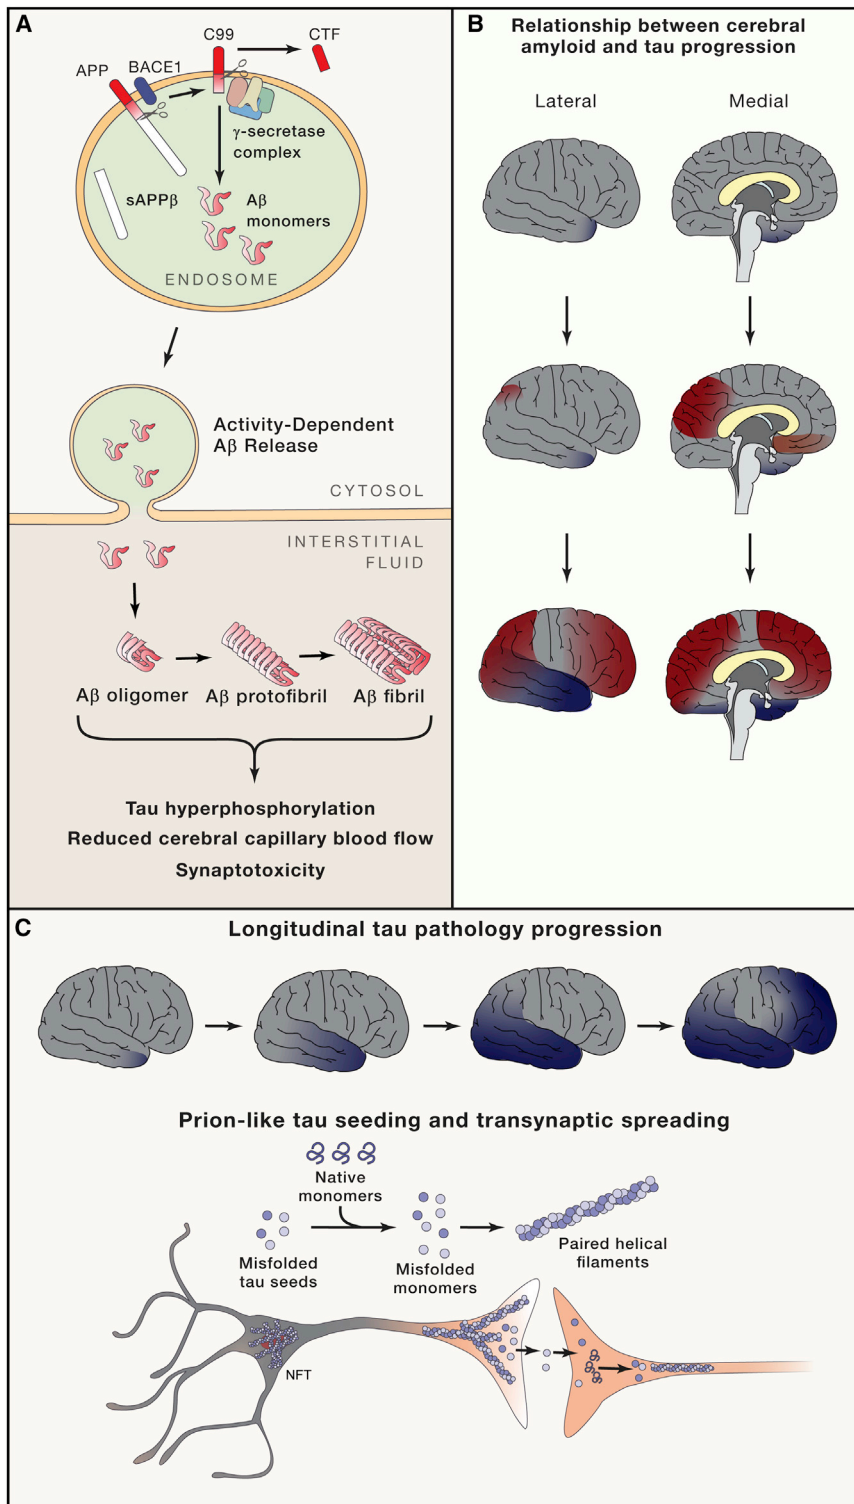 A
C99
CTF
APP
BACE1
γ-secretase
complex
sAPPβ
Aβ
monomers
ENDOSOME
Activity-Dependent
Aβ Release
CYTOSOL
INTERSTITIAL
FLUID
Aβ oligomer
Aβ protofibril
Aβ fibril
Tau hyperphosphorylation
Reduced cerebral capillary blood flow
Synaptotoxicity
B
Relationship between cerebral
amyloid and tau progression
Lateral
Medial
C
Longitudinal tau pathology progression
Prion-like tau seeding and transynaptic spreading
Native
monomers
Misfolded
tau seeds
Misfolded
monomers
Paired helical
filaments
NFT